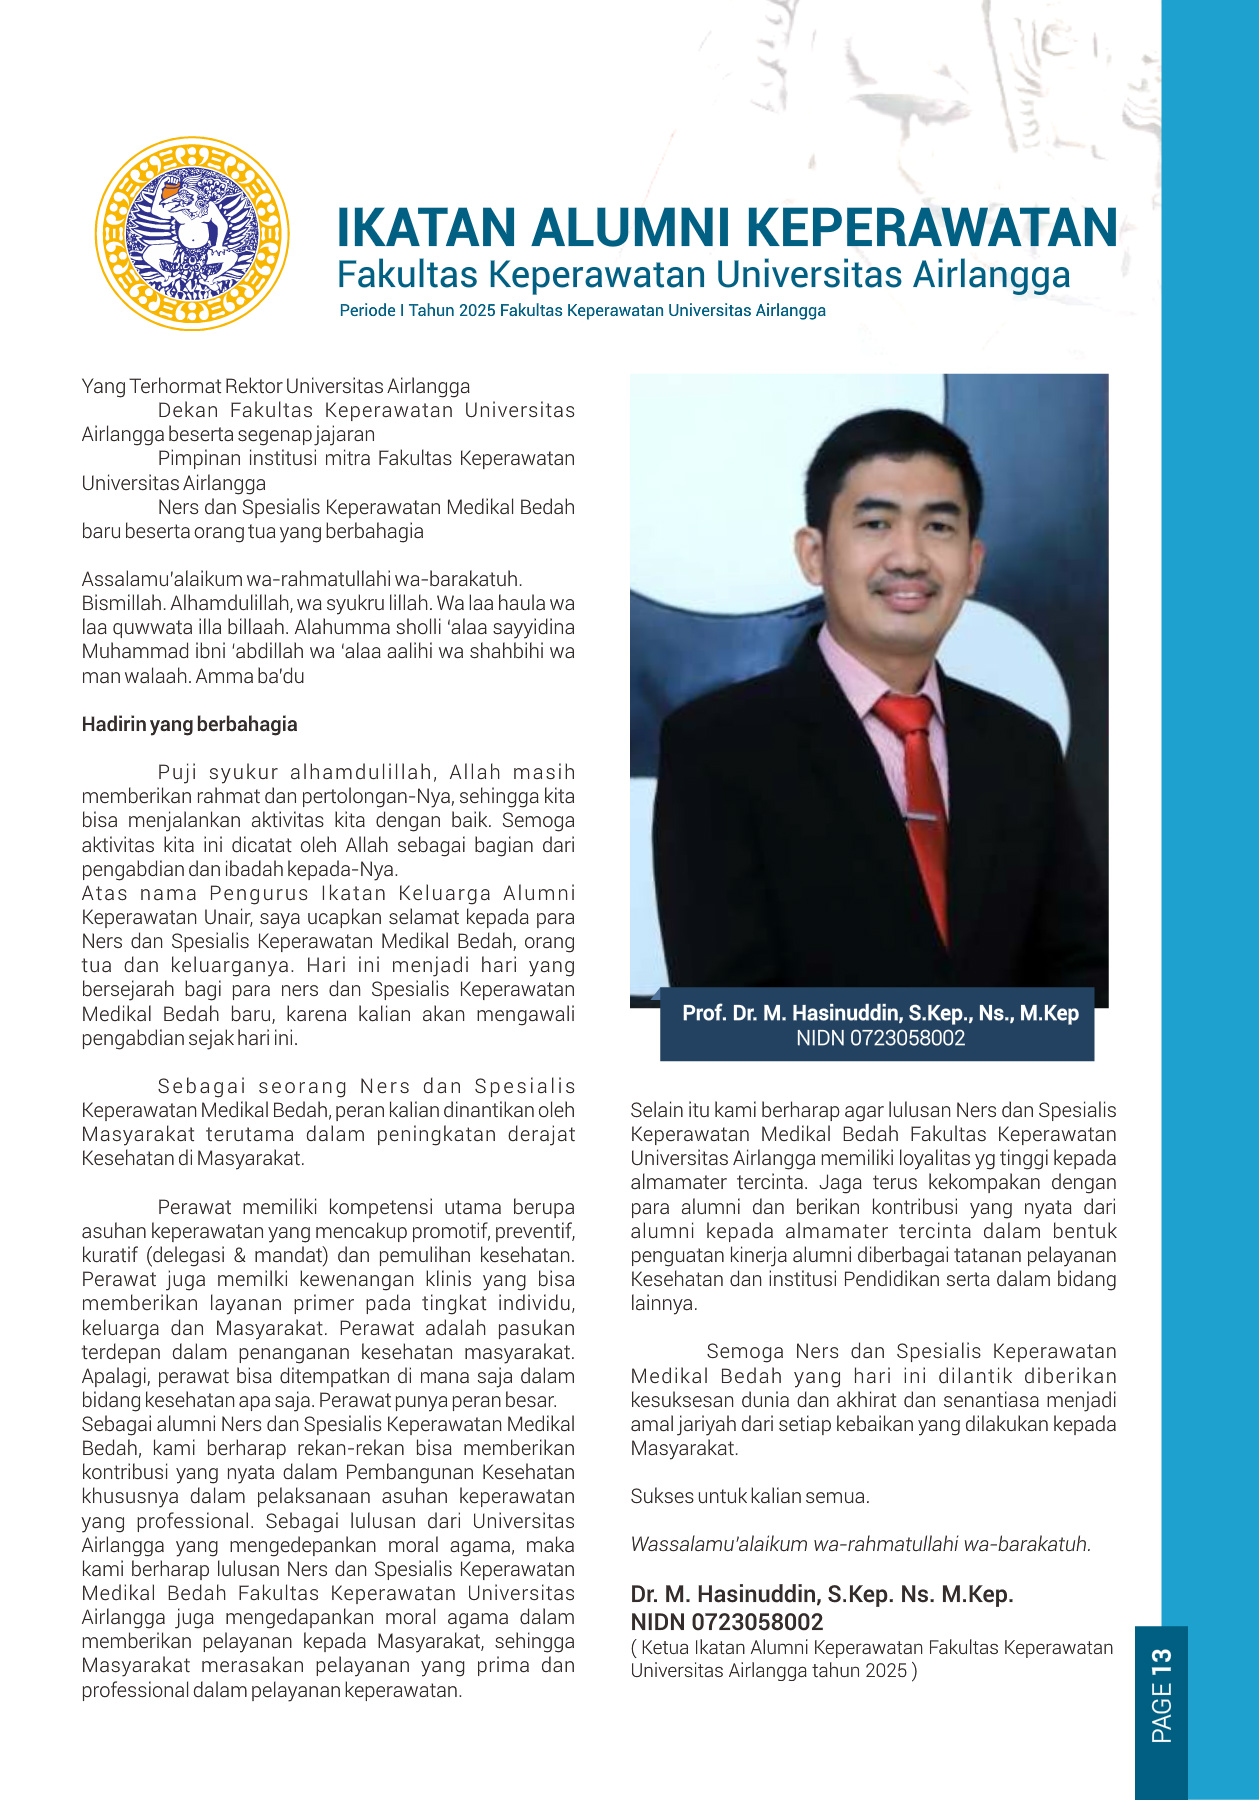 IKATAN ALUMNI KEPERAWATAN
Fakultas Keperawatan Universitas Airlangga
Periode I Tahun 2025 Fakultas Keperawatan Universitas Airlangga
Yang Terhormat Rektor Universitas Airlangga
Dekan Fakultas Keperawatan Universitas
Airlangga beserta segenap jajaran
Pimpinan institusi mitra Fakultas Keperawatan
Universitas Airlangga
Ners dan Spesialis Keperawatan Medikal Bedah
baru beserta orang tua yang berbahagia
Assalamu'alaikum wa-rahmatullahi wa-barakatuh.
Bismillah. Alhamdulillah, wa syukru lillah. Wa laa haula wa
laa quwwata illa billaah. Alahumma sholli ‘alaa sayyidina
Muhammad ibni ‘abdillah wa ‘alaa aalihi wa shahbihi wa
man walaah. Amma ba'du
Hadirin yang berbahagia
Puji syukur alhamdulillah, Allah masih
memberikan rahmat dan pertolongan-Nya, sehingga kita
bisa menjalankan aktivitas kita dengan baik. Semoga
aktivitas kita ini dicatat oleh Allah sebagai bagian dari
pengabdian dan ibadah kepada-Nya.
Atas nama Pengurus Ikatan Keluarga Alumni
Keperawatan Unair, saya ucapkan selamat kepada para
Ners dan Spesialis Keperawatan Medikal Bedah, orang
tua dan keluarganya. Hari ini menjadi hari yang
bersejarah bagi para ners dan Spesialis Keperawatan
Medikal Bedah baru, karena kalian akan mengawali
pengabdian sejak hari ini.
Sebagai seorang Ners dan Spesialis
Keperawatan Medikal Bedah, peran kalian dinantikan oleh
Masyarakat terutama dalam peningkatan derajat
Kesehatan di Masyarakat.
Perawat memiliki kompetensi utama berupa
asuhan keperawatan yang mencakup promotif, preventif,
kuratif (delegasi & mandat) dan pemulihan kesehatan.
Perawat juga memilki kewenangan klinis yang bisa
memberikan layanan primer pada tingkat individu,
keluarga dan Masyarakat. Perawat adalah pasukan
terdepan dalam penanganan kesehatan masyarakat.
Apalagi, perawat bisa ditempatkan di mana saja dalam
bidang kesehatan apa saja. Perawat punya peran besar.
Sebagai alumni Ners dan Spesialis Keperawatan Medikal
Bedah, kami berharap rekan-rekan bisa memberikan
kontribusi yang nyata dalam Pembangunan Kesehatan
khususnya dalam pelaksanaan asuhan keperawatan
yang professional. Sebagai lulusan dari Universitas
Airlangga yang mengedepankan moral agama, maka
kami berharap lulusan Ners dan Spesialis Keperawatan
Medikal Bedah Fakultas Keperawatan Universitas
Airlangga juga mengedapankan moral agama dalam
memberikan pelayanan kepada Masyarakat, sehingga
Masyarakat merasakan pelayanan yang prima dan
professional dalam pelayanan keperawatan.
Prof. Dr. M. Hasinuddin, S.Kep., Ns., M.Kep
NIDN 0723058002
Selain itu kami berharap agar lulusan Ners dan Spesialis
Keperawatan Medikal Bedah Fakultas Keperawatan
Universitas Airlangga memiliki loyalitas yg tinggi kepada
almamater tercinta. Jaga terus kekompakan dengan
para alumni dan berikan kontribusi yang nyata dari
alumni kepada almamater tercinta dalam bentuk
penguatan kinerja alumni diberbagai tatanan pelayanan
Kesehatan dan institusi Pendidikan serta dalam bidang
lainnya.
Semoga Ners dan Spesialis Keperawatan
Medikal Bedah yang hari ini dilantik diberikan
kesuksesan dunia dan akhirat dan senantiasa menjadi
amal jariyah dari setiap kebaikan yang dilakukan kepada
Masyarakat.
Sukses untuk kalian semua.
Wassalamu'alaikum wa-rahmatullahi wa-barakatuh.
Dr. M. Hasinuddin, S.Kep. Ns. M.Kep.
NIDN 0723058002
( Ketua Ikatan Alumni Keperawatan Fakultas Keperawatan
Universitas Airlangga tahun 2025 )
PAGE 13